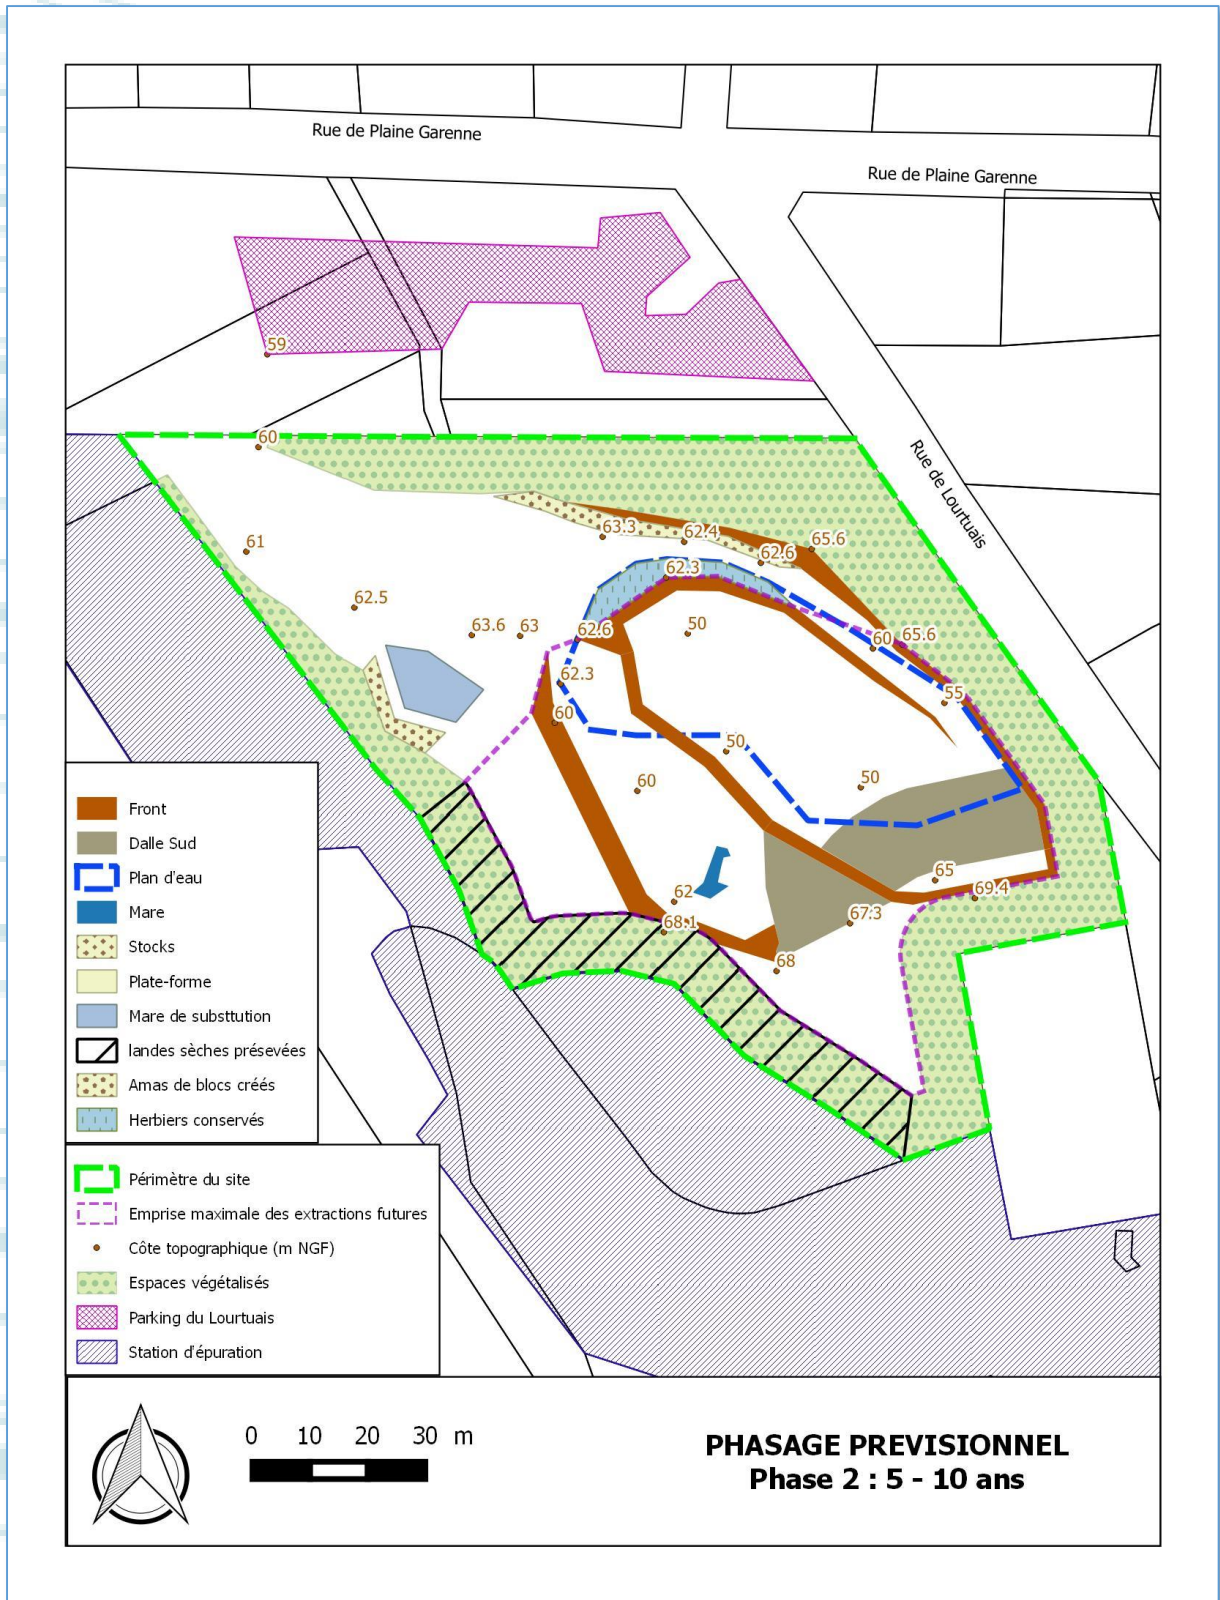 Rue de Plaine Garenne
Rue de Plaine Garenne
59
60
Rue de Lourtuais
63.3
62.4
65.6
61
62.6
62.3
62.5
50
63.6
63
62.6
60
65.6
62.3
55
60
50
60
50
Front
Dalle Sud
65
Plan d'eau
62
69.4
Mare
67.3
68.1
Stocks
68
Plate-forme
Mare de substtution
landes sèches présevées
Amas de blocs créés
Herbiers conservés
Périmètre du site
Emprise maximale des extractions futures
Côte topographique (m NGF)
Espaces végétalisés
Parking du Lourtuais
Station d'épuration
0 10 20 30 m
PHASAGE PREVISIONNEL
Phase 2 : 5 - 10 ans